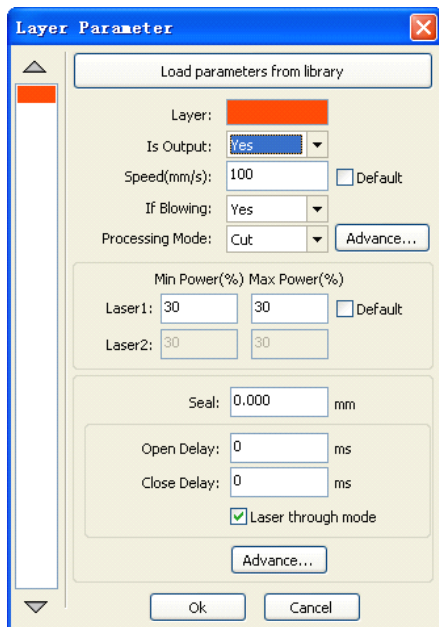 Layer Parameter
Load parameters from library
Layer:
Is Output: Yes
Speed(mm/s): 100 Default
If Blowing: Yes
Processing Mode: Cut Advance...
Min Power(%) Max Power(%)
Laser1: 30 30 Default
Laser2: 30 30
Seal: 0.000 mm
Open Delay: 0 ms
Close Delay: 0 ms
Laser through mode
Advance...
Ok Cancel